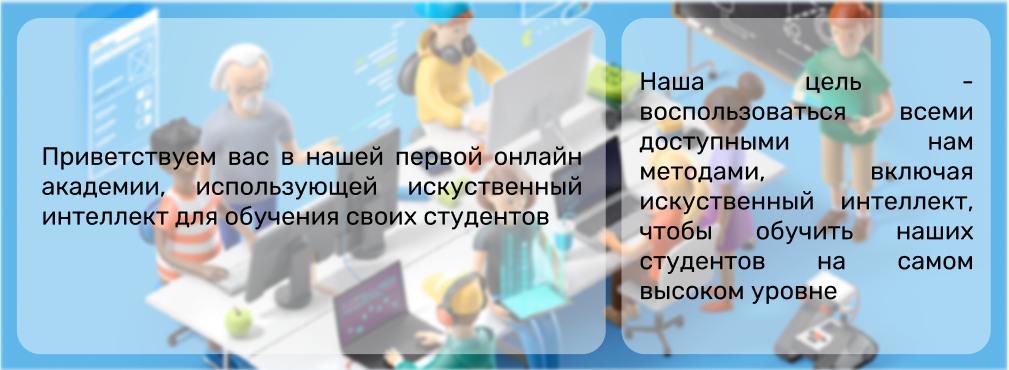 Приветствуем вас в нашей первой онлайн
академии, использующей искуственный
интеллект для обучения своих студентов
Наша цель -
воспользоваться всеми
доступными нам
методами, включая
искуственный интеллект,
чтобы обучить наших
студентов на самом
высоком уровне